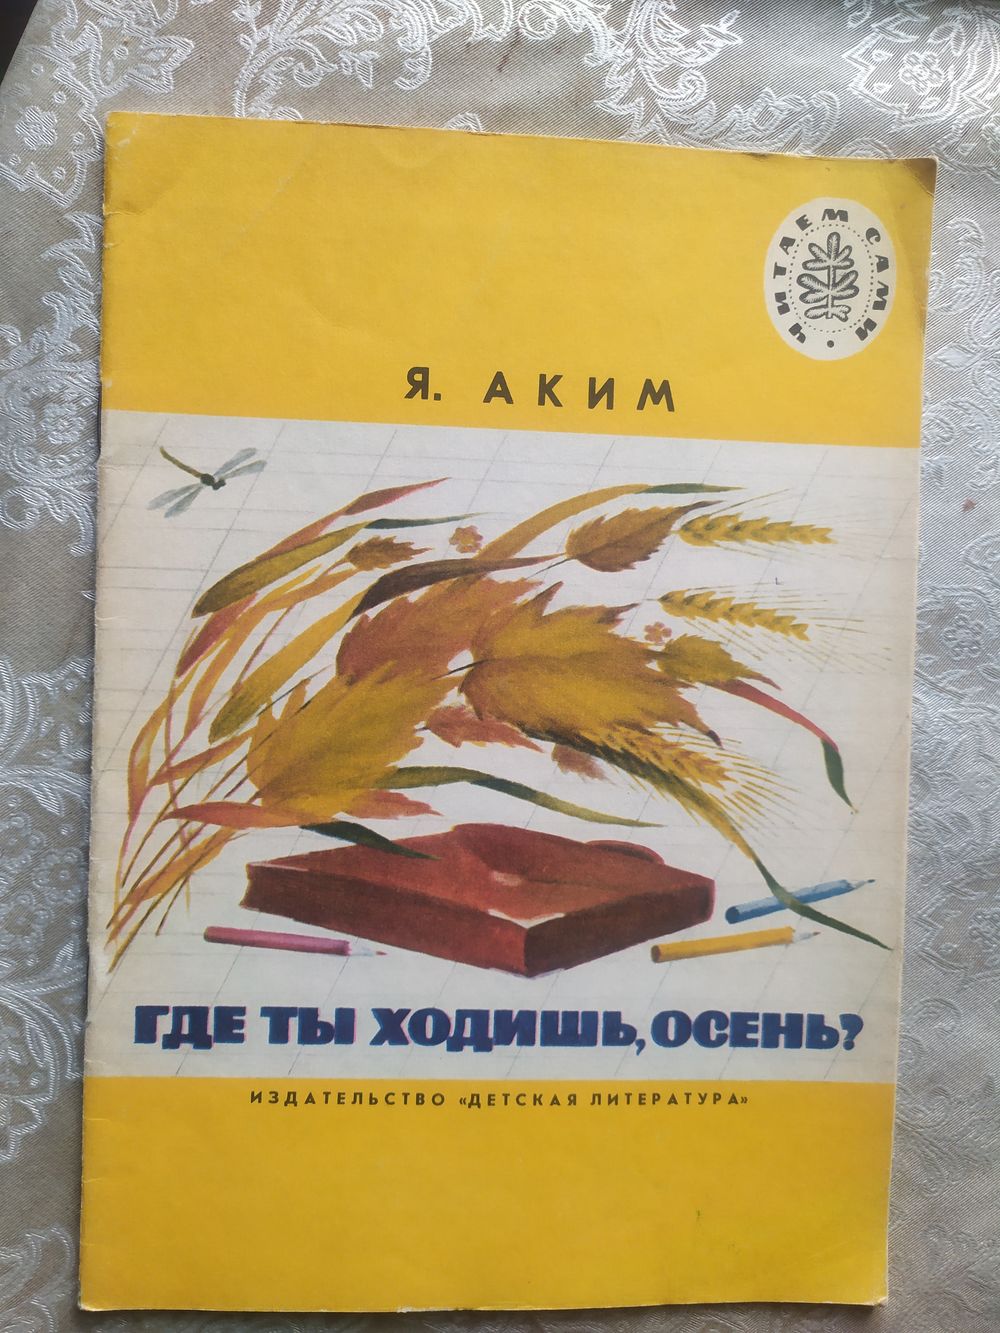 ЧИТАЕМ САМИ
Я. АКИМ
ГДЕ ТЫ ХОДИШЬ, ОСЕНЬ?
ИЗДАТЕЛЬСТВО «ДЕТСКАЯ ЛИТЕРАТУРА»